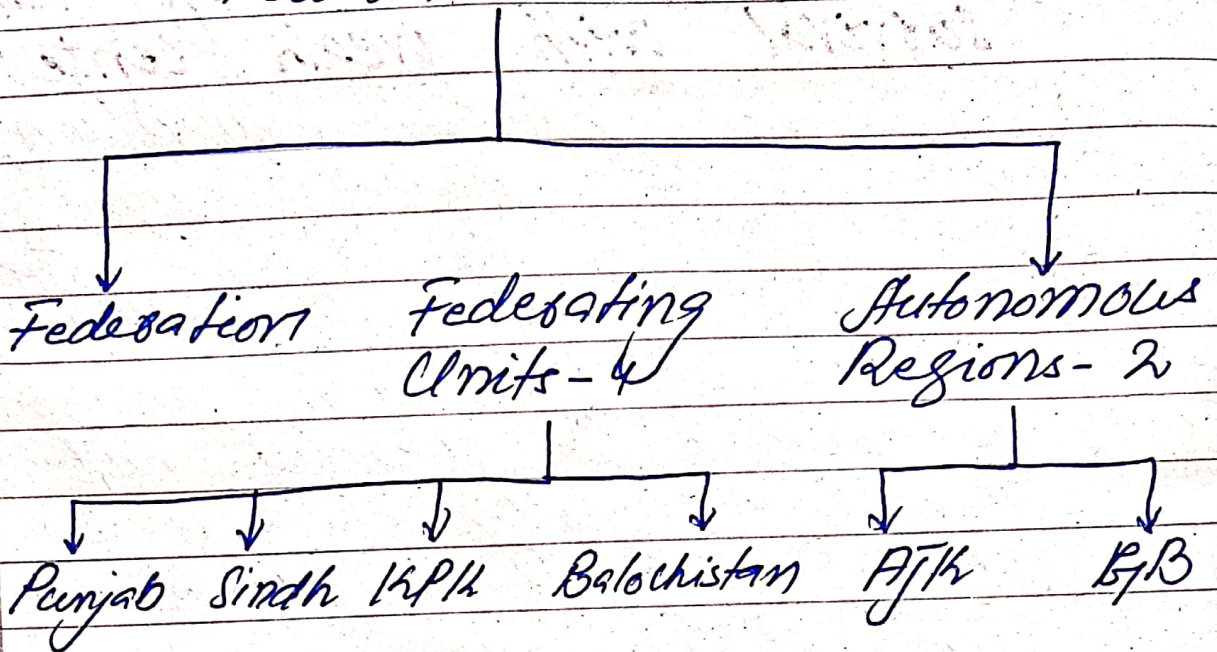 Federation Federating Autonomous
Units - 4 Regions - 2
Punjab Sindh KPK Balochistan AJK GB